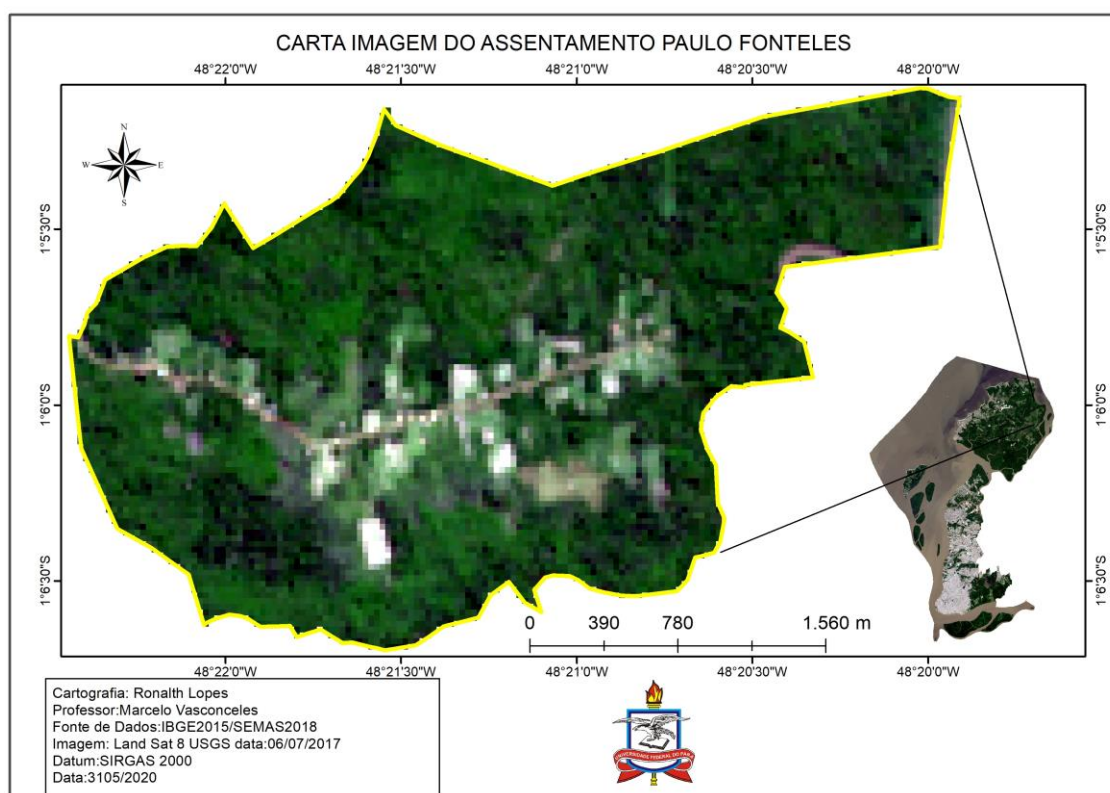 CARTA IMAGEM DO ASSENTAMENTO PAULO FONTELES
48°22'0"W 48°21'30"W 48°21'0"W 48°20'30"W 48°20'0"W
N
W E
S
1°5'30"S 1°5'30"S
1°6'0"S 1°6'0"S
1°6'30"S 1°6'30"S
0 390 780 1.560 m
48°22'0"W 48°21'30"W 48°21'0"W 48°20'30"W 48°20'0"W
Cartografia: Ronalth Lopes
Professor:Marcelo Vasconceles
Fonte de Dados:IBGE2015/SEMAS2018
Imagem: Land Sat 8 USGS data:06/07/2017
Datum:SIRGAS 2000
Data:3105/2020
UNIVERSIDADE FEDERAL DO PARÁ